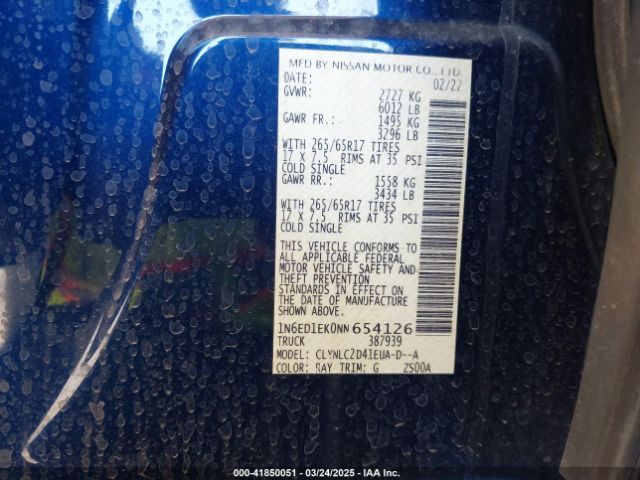 MFD BY NISSAN MOTOR CO., LTD.
DATE: 02/22
GVWR: 2727 KG
6012 LB
GAWR FR.: 1495 KG
3296 LB
WITH 265/65R17 TIRES
17 X 7.5 RIMS AT 35 PSI
COLD SINGLE
GAWR RR.: 1558 KG
3434 LB
WITH 265/65R17 TIRES
17 X 7.5 RIMS AT 35 PSI
COLD SINGLE
THIS VEHICLE CONFORMS TO
ALL APPLICABLE FEDERAL
MOTOR VEHICLE SAFETY AND
THEFT PREVENTION
STANDARDS IN EFFECT ON
THE DATE OF MANUFACTURE
SHOWN ABOVE.
1N6ED1EK0NN654126
TRUCK 387939
MODEL: CLYNLC2D41EUA-D--A
COLOR: RAY TRIM: G ZS00A
000-41850051 | 03/24/2025 | IAA Inc.